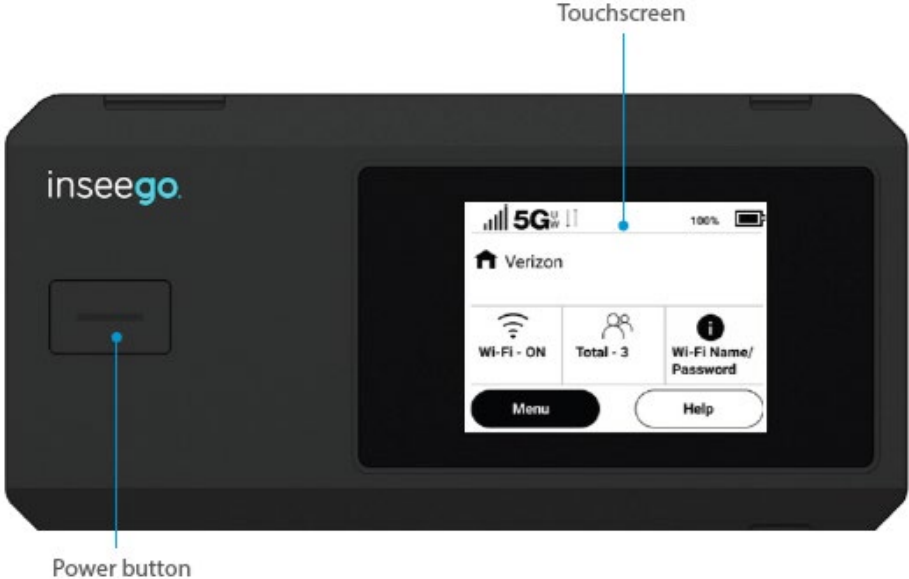 Touchscreen
inseego.
5G UW
100%
Verizon
Wi-Fi - ON
Total - 3
Wi-Fi Name/
Password
Menu
Help
Power button